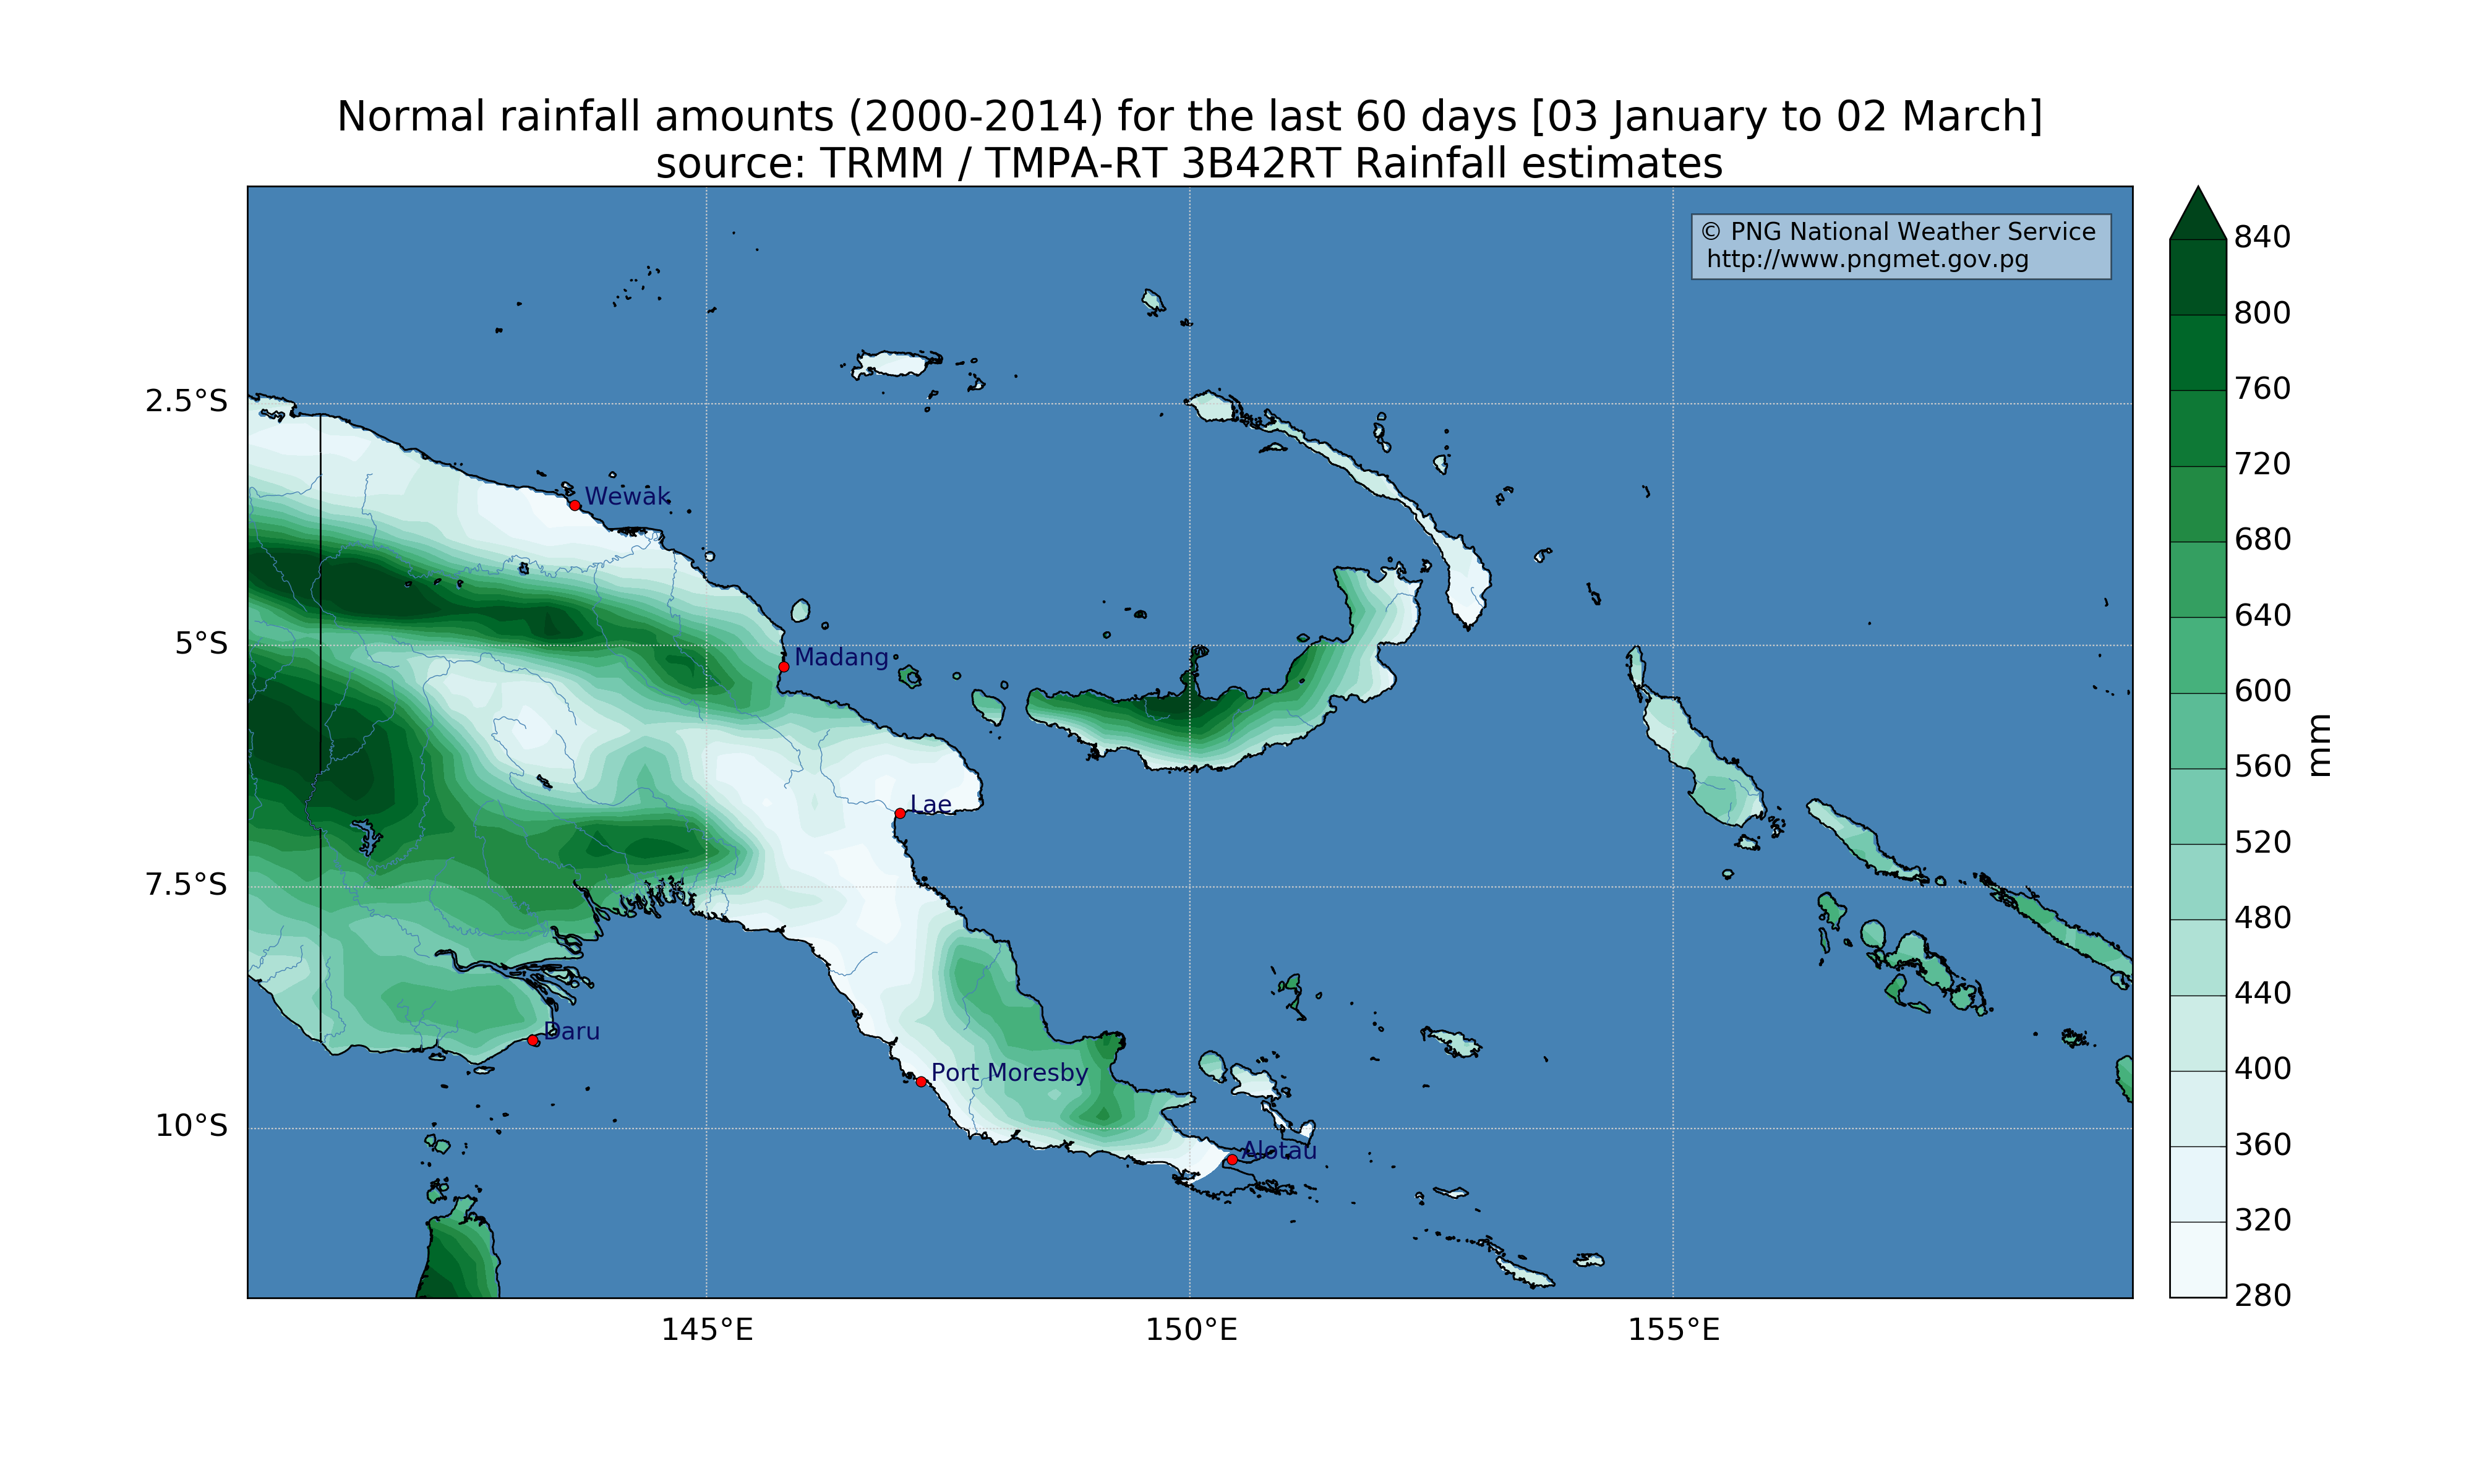 Normal rainfall amounts (2000-2014) for the last 60 days [03 January to 02 March]
source: TRMM / TMPA-RT 3B42RT Rainfall estimates
© PNG National Weather Service
http://www.pngmet.gov.pg
840
800
760
720
680
640
600
560
520
480
440
400
360
320
280
mm
2.5°S
5°S
7.5°S
10°S
Wewak
Madang
Lae
Daru
Port Moresby
Alotau
145°E
150°E
155°E